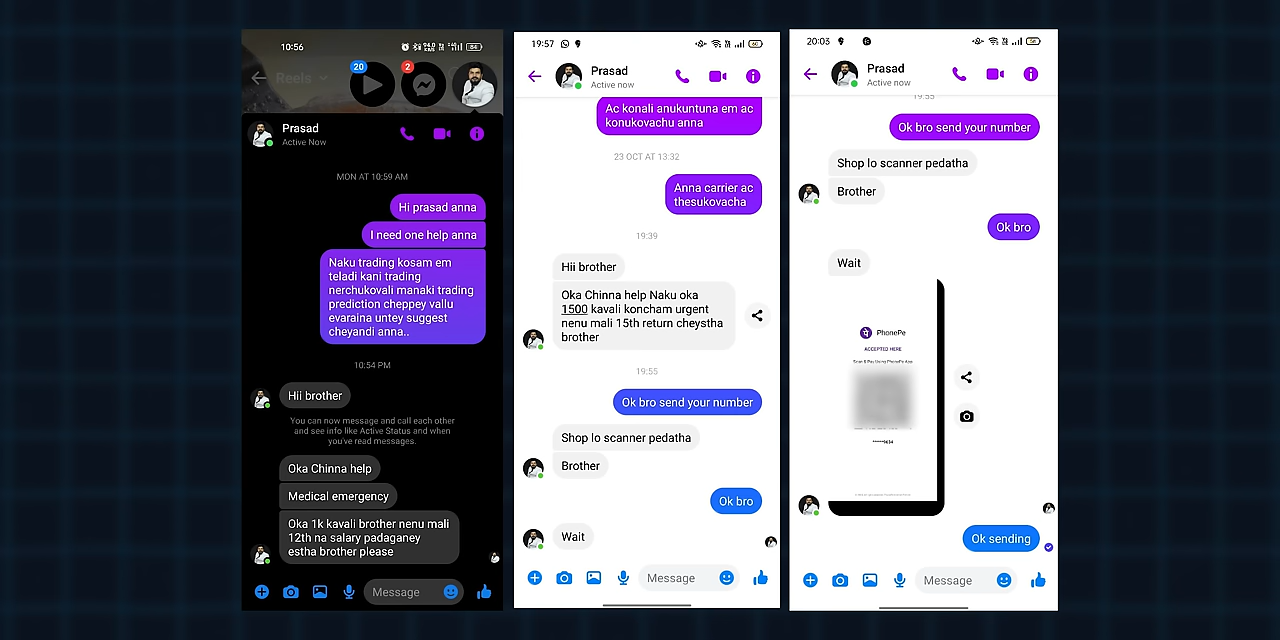 10:56
84
Reels
20
2
Prasad
Active Now
MON AT 10:59 AM
Hi prasad anna
I need one help anna
Naku trading kosam em
teladi kani trading
nerchukovali manaki trading
prediction cheppey vallu
evaraina untey suggest
cheyandi anna..
10:54 PM
Hii brother
You can now message and call each other
and see info like Active Status and when
you've read messages.
Oka Chinna help
Medical emergency
Oka 1k kavali brother nenu mali
12th na salary padaganey
estha brother please
Message
19:57
60
Prasad
Active now
Ac konali anukuntuna em ac
konukovachu anna
23 OCT AT 13:32
Anna carrier ac
thesukovacha
19:39
Hii brother
Oka Chinna help Naku oka
1500 kavali koncham urgent
nenu mali 15th return cheystha
brother
19:55
Ok bro send your number
Shop lo scanner pedatha
Brother
Ok bro
Wait
Message
20:03
Prasad
Active now
19:55
Ok bro send your number
Shop lo scanner pedatha
Brother
Ok bro
Wait
PhonePe
ACCEPTED HERE
Scan & Pay Using PhonePe App
Ok sending
Message